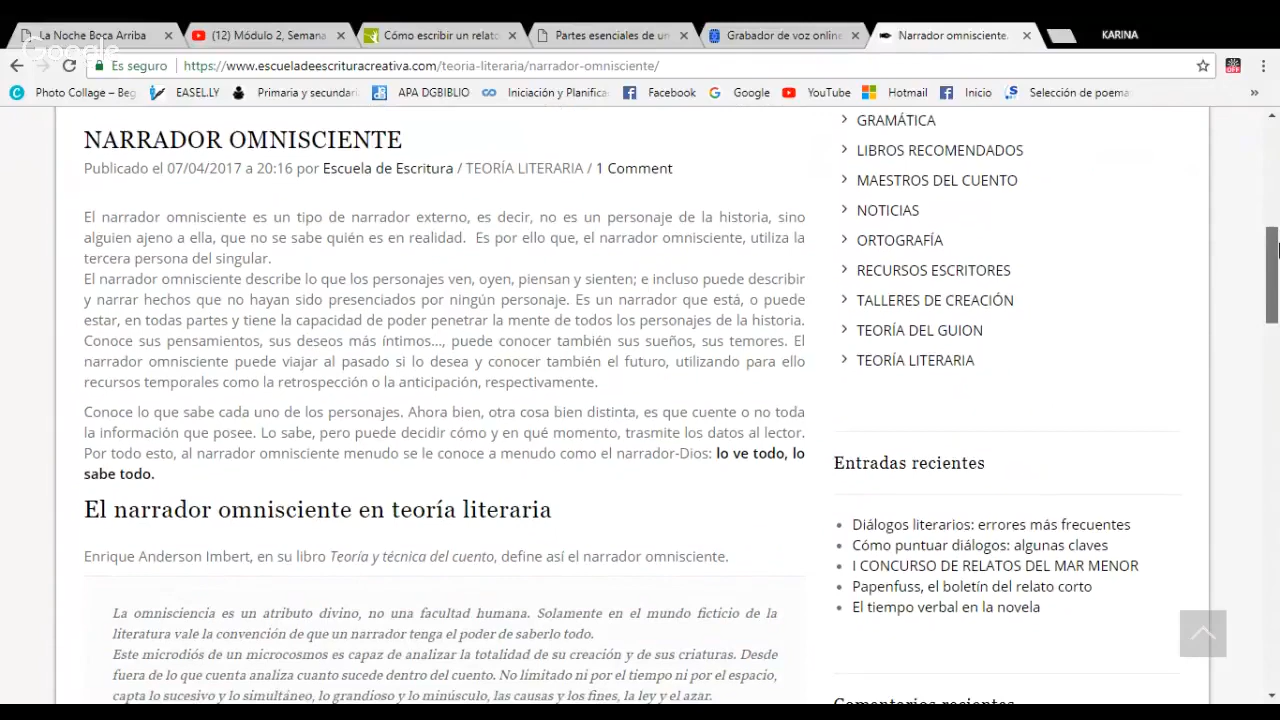 La Noche Boca Arriba
(12) Módulo 2, Semana
Cómo escribir un relato
Partes esenciales de un
Grabador de voz online
Narrador omnisciente.
KARINA
Google
Es seguro
https://www.escueladeescrituracreativa.com/teoria-literaria/narrador-omnisciente/
Photo Collage – Beg
EASEL.LY
Primaria y secundari
APA DGBIBLIO
Iniciación y Planifica
Facebook
Google
YouTube
Hotmail
Inicio
Selección de poema
NARRADOR OMNISCIENTE
Publicado el 07/04/2017 a 20:16 por Escuela de Escritura / TEORÍA LITERARIA / 1 Comment
El narrador omnisciente es un tipo de narrador externo, es decir, no es un personaje de la historia, sino
alguien ajeno a ella, que no se sabe quién es en realidad. Es por ello que, el narrador omnisciente, utiliza la
tercera persona del singular.
El narrador omnisciente describe lo que los personajes ven, oyen, piensan y sienten; e incluso puede describir
y narrar hechos que no hayan sido presenciados por ningún personaje. Es un narrador que está, o puede
estar, en todas partes y tiene la capacidad de poder penetrar la mente de todos los personajes de la historia.
Conoce sus pensamientos, sus deseos más íntimos…, puede conocer también sus sueños, sus temores. El
narrador omnisciente puede viajar al pasado si lo desea y conocer también el futuro, utilizando para ello
recursos temporales como la retrospección o la anticipación, respectivamente.
Conoce lo que sabe cada uno de los personajes. Ahora bien, otra cosa bien distinta, es que cuente o no toda
la información que posee. Lo sabe, pero puede decidir cómo y en qué momento, trasmite los datos al lector.
Por todo esto, al narrador omnisciente menudo se le conoce a menudo como el narrador-Dios: lo ve todo, lo
sabe todo.
El narrador omnisciente en teoría literaria
Enrique Anderson Imbert, en su libro Teoría y técnica del cuento, define así el narrador omnisciente.
La omnisciencia es un atributo divino, no una facultad humana. Solamente en el mundo ficticio de la
literatura vale la convención de que un narrador tenga el poder de saberlo todo.
Este microdiós de un microcosmos es capaz de analizar la totalidad de su creación y de sus criaturas. Desde
fuera de lo que cuenta analiza cuanto sucede dentro del cuento. No limitado ni por el tiempo ni por el espacio,
capta lo sucesivo y lo simultáneo, lo grandioso y lo minúsculo, las causas y los fines, la ley y el azar.
GRAMÁTICA
LIBROS RECOMENDADOS
MAESTROS DEL CUENTO
NOTICIAS
ORTOGRAFÍA
RECURSOS ESCRITORES
TALLERES DE CREACIÓN
TEORÍA DEL GUION
TEORÍA LITERARIA
Entradas recientes
Diálogos literarios: errores más frecuentes
Cómo puntuar diálogos: algunas claves
I CONCURSO DE RELATOS DEL MAR MENOR
Papenfuss, el boletín del relato corto
El tiempo verbal en la novela
Comentarios recientes